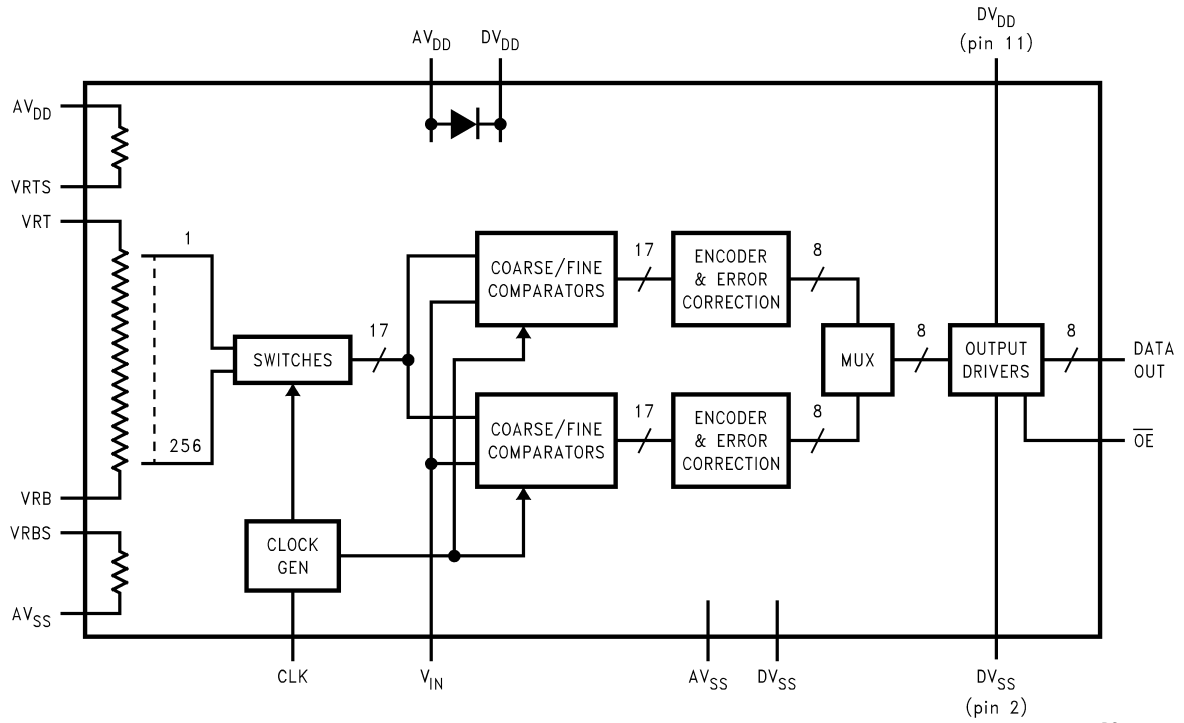 DVDD
(pin 11)
AVDD DVDD
AVDD
VRTS
VRT
1
17
8
COARSE/FINE
COMPARATORS
ENCODER
& ERROR
CORRECTION
17
SWITCHES
8
8
MUX
OUTPUT
DRIVERS
DATA
OUT
17
8
COARSE/FINE
COMPARATORS
ENCODER
& ERROR
CORRECTION
OE
256
VRB
VRBS
CLOCK
GEN
AVSS
CLK
VIN
AVSS DVSS
DVSS
(pin 2)